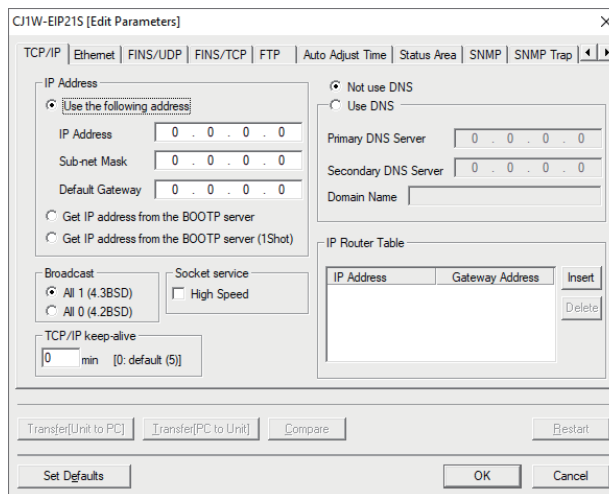 CJ1W-EIP21S [Edit Parameters]
TCP/IP Ethernet FINS/UDP FINS/TCP FTP Auto Adjust Time Status Area SNMP SNMP Trap
IP Address
Use the following address
IP Address 0 . 0 . 0 . 0
Sub-net Mask 0 . 0 . 0 . 0
Default Gateway 0 . 0 . 0 . 0
Get IP address from the BOOTP server
Get IP address from the BOOTP server (1Shot)
Broadcast
All 1 (4.3BSD)
All 0 (4.2BSD)
Socket service
High Speed
TCP/IP keep-alive
0 min [0: default (5)]
Not use DNS
Use DNS
Primary DNS Server 0 . 0 . 0 . 0
Secondary DNS Server 0 . 0 . 0 . 0
Domain Name
IP Router Table
IP Address Gateway Address
Insert
Delete
Transfer[Unit to PC] Transfer[PC to Unit] Compare Restart
Set Defaults OK Cancel